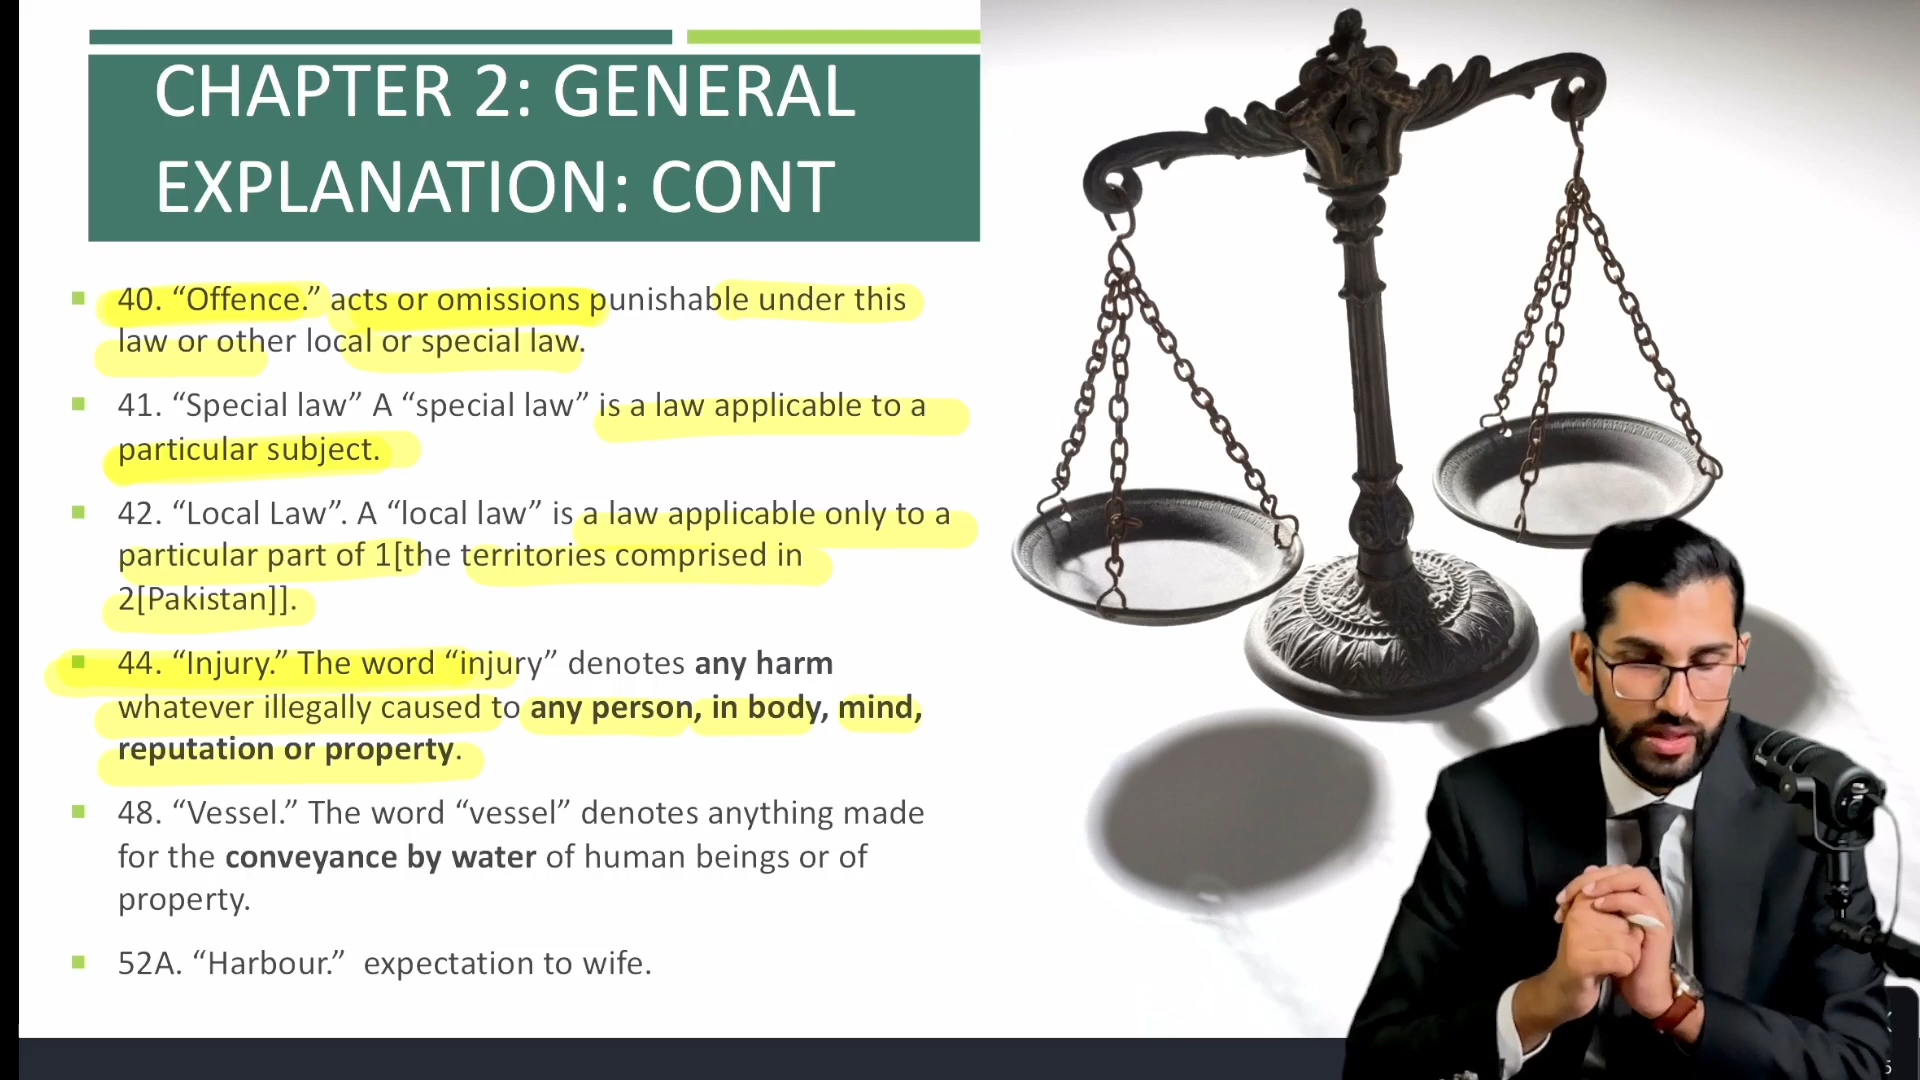 CHAPTER 2: GENERAL
EXPLANATION: CONT
40. “Offence.” acts or omissions punishable under this
law or other local or special law.
41. “Special law” A “special law” is a law applicable to a
particular subject.
42. “Local Law”. A “local law” is a law applicable only to a
particular part of 1[the territories comprised in
2[Pakistan]].
44. “Injury.” The word “injury” denotes any harm
whatever illegally caused to any person, in body, mind,
reputation or property.
48. “Vessel.” The word “vessel” denotes anything made
for the conveyance by water of human beings or of
property.
52A. “Harbour.”  expectation to wife.